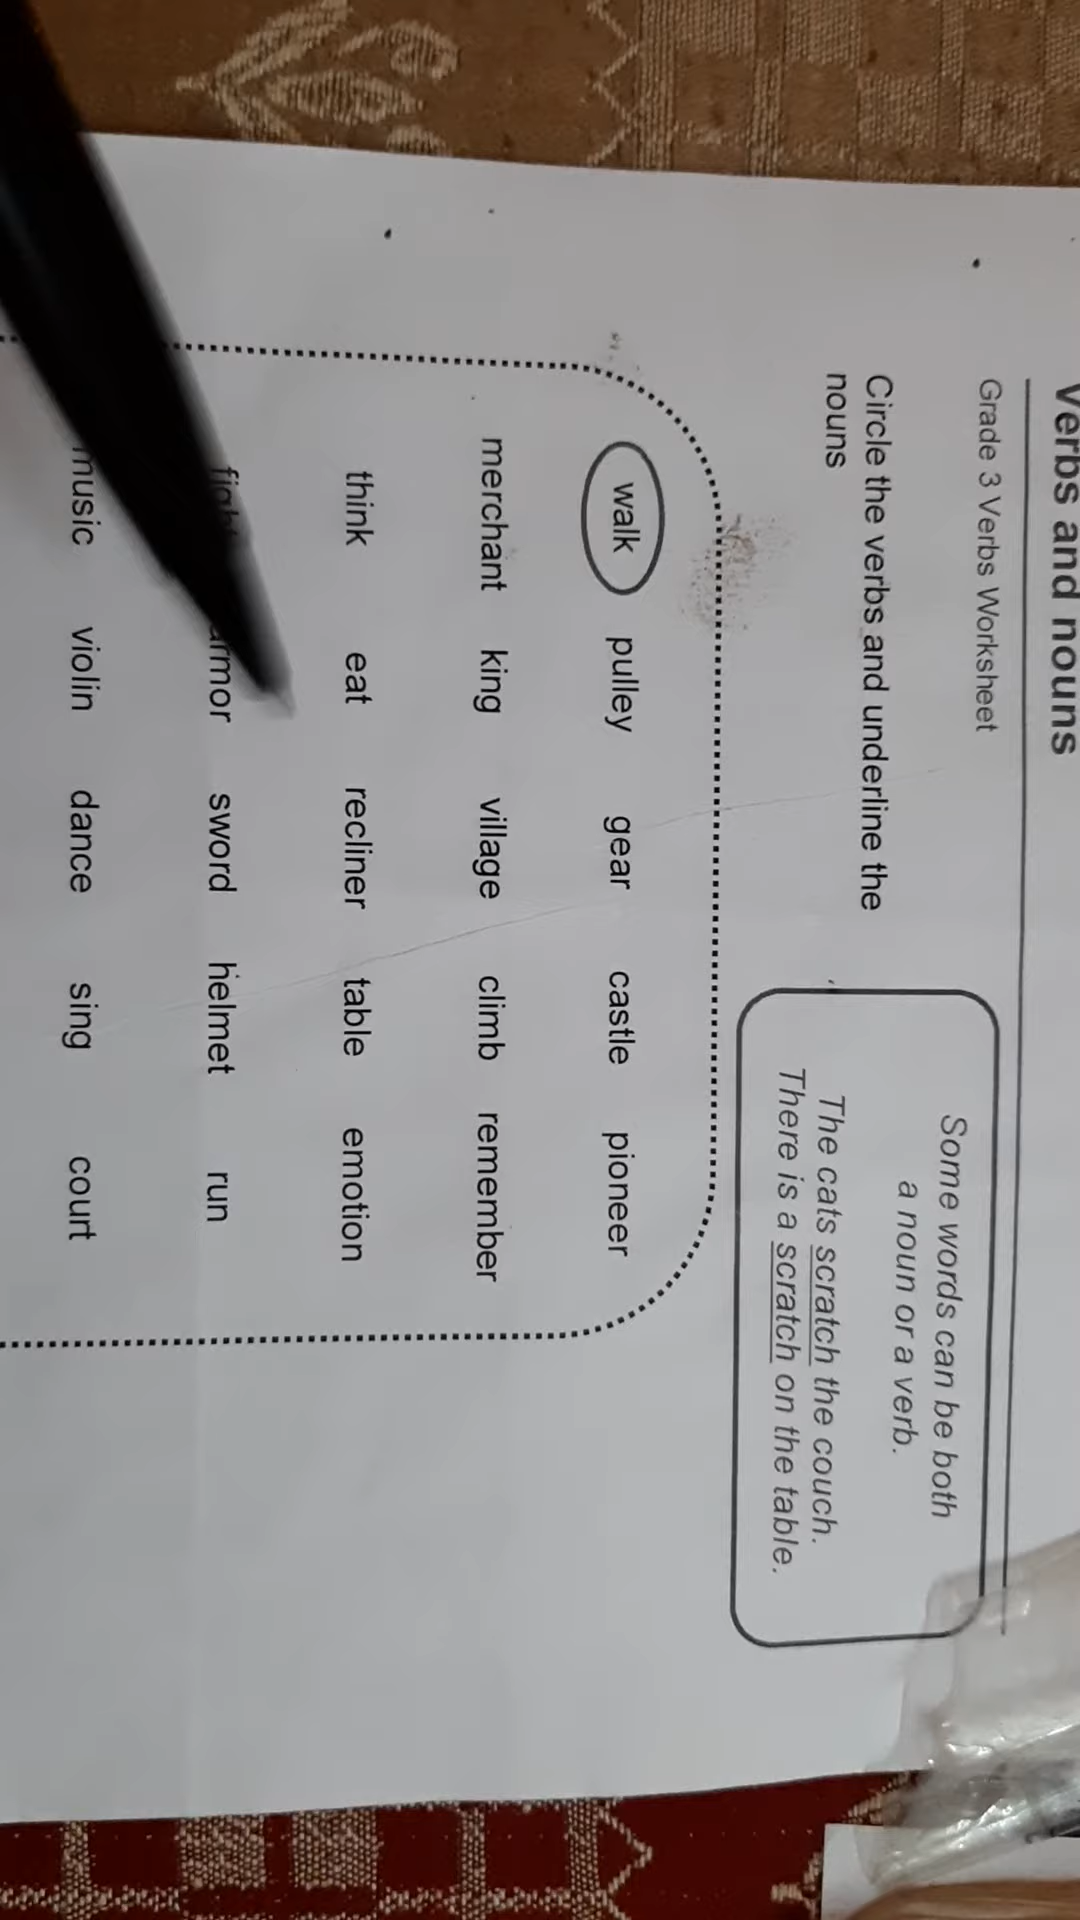 Verbs and nouns
Grade 3 Verbs Worksheet
Circle the verbs and underline the
nouns
Some words can be both
a noun or a verb.
The cats scratch the couch.
There is a scratch on the table.
walk pulley gear castle pioneer
merchant king village climb remember
think eat recliner table emotion
sword helmet run
music violin dance sing court